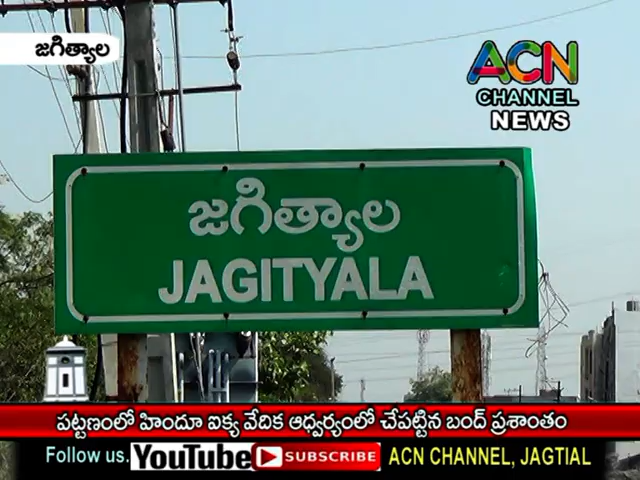 జగిత్యాల
ACN
CHANNEL
NEWS
జగిత్యాల
JAGITYALA
పట్టణంలో హిందూ ఐక్య వేదిక ఆధ్వర్యంలో చేపట్టిన బంద్ ప్రశాంతం
Follow us. YouTube SUBSCRIBE ACN CHANNEL, JAGTIAL